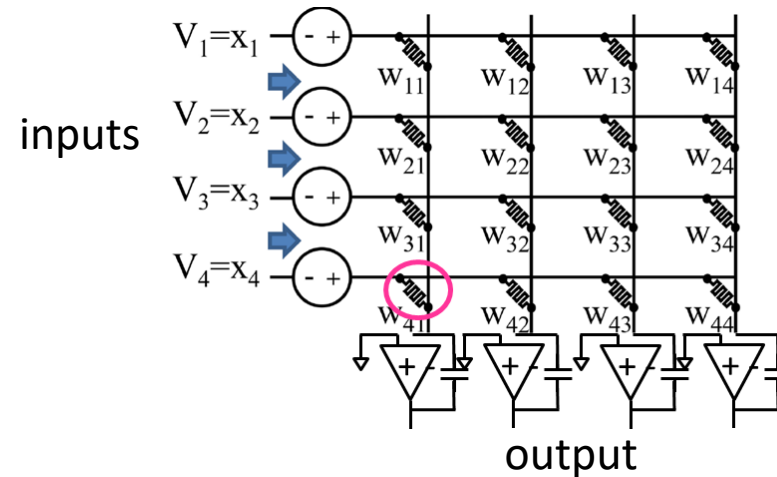 V₁=x₁ - +
w₁₁ w₁₂ w₁₃ w₁₄
inputs
V₂=x₂ - +
w₂₁ w₂₂ w₂₃ w₂₄
V₃=x₃ - +
w₃₁ w₃₂ w₃₃ w₃₄
V₄=x₄ - +
w₄₁ w₄₂ w₄₃ w₄₄
+ - + - + - + -
output